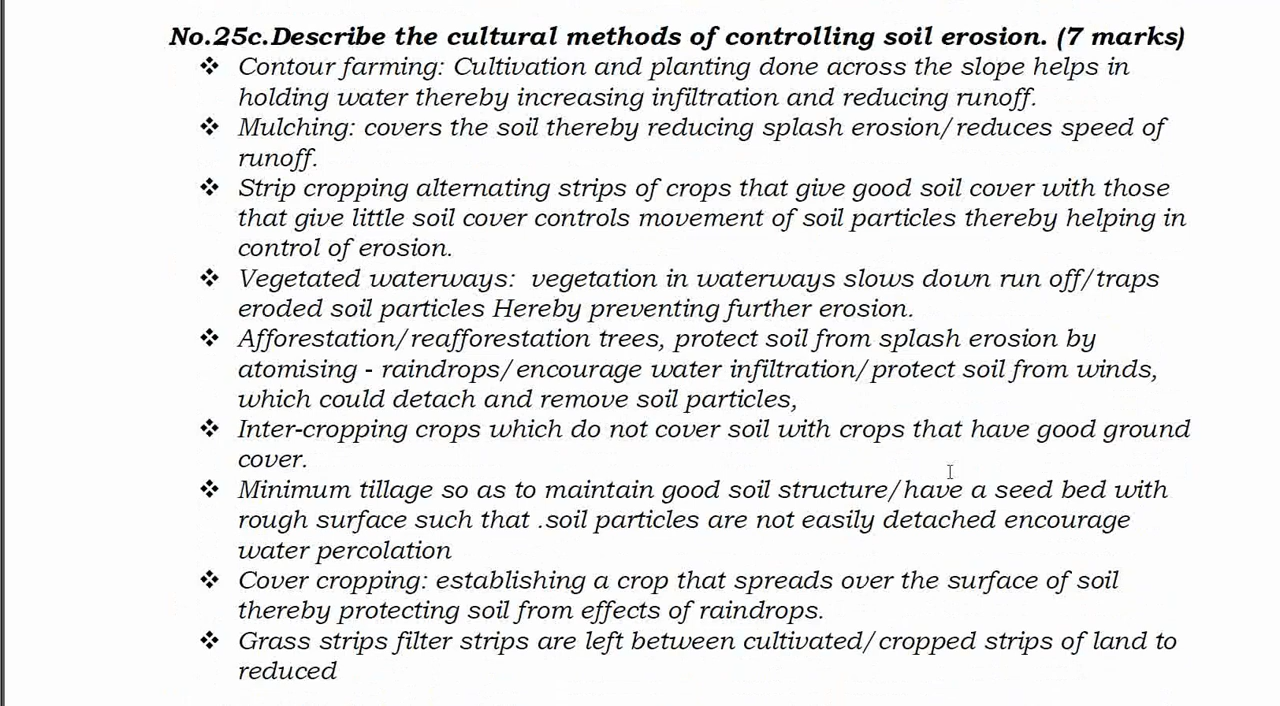 No.25c.Describe the cultural methods of controlling soil erosion. (7 marks)
❖ Contour farming: Cultivation and planting done across the slope helps in
holding water thereby increasing infiltration and reducing runoff.
❖ Mulching: covers the soil thereby reducing splash erosion/reduces speed of
runoff.
❖ Strip cropping alternating strips of crops that give good soil cover with those
that give little soil cover controls movement of soil particles thereby helping in
control of erosion.
❖ Vegetated waterways: vegetation in waterways slows down run off/traps
eroded soil particles Hereby preventing further erosion.
❖ Afforestation/reafforestation trees, protect soil from splash erosion by
atomising - raindrops/encourage water infiltration/protect soil from winds,
which could detach and remove soil particles,
❖ Inter-cropping crops which do not cover soil with crops that have good ground
cover.
❖ Minimum tillage so as to maintain good soil structure/have a seed bed with
rough surface such that .soil particles are not easily detached encourage
water percolation
❖ Cover cropping: establishing a crop that spreads over the surface of soil
thereby protecting soil from effects of raindrops.
❖ Grass strips filter strips are left between cultivated/cropped strips of land to
reduced